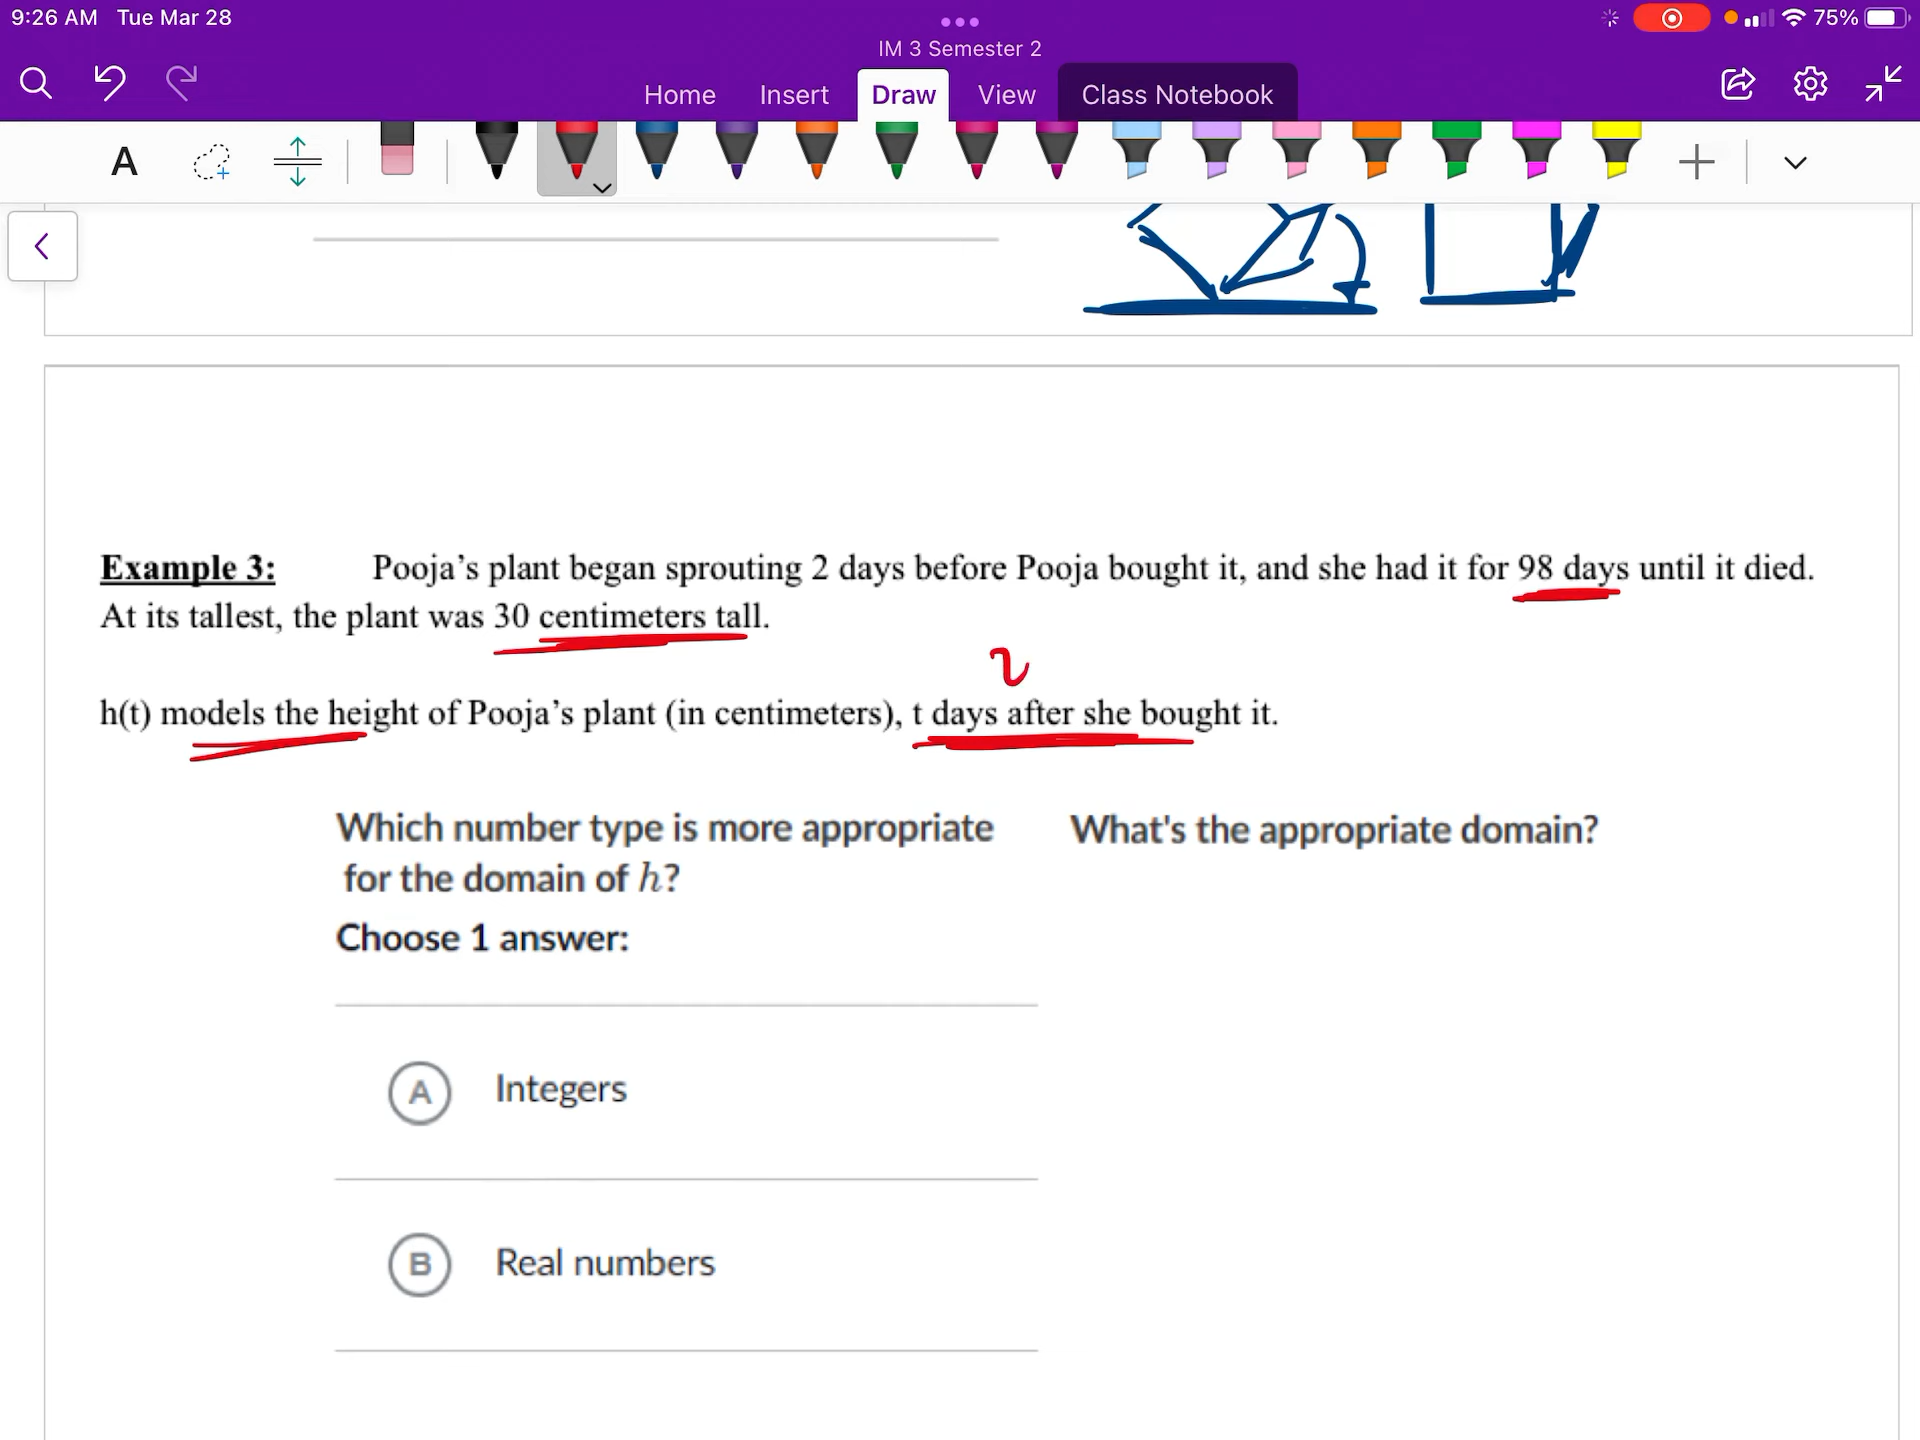 9:26 AM Tue Mar 28
75%
IM 3 Semester 2
Home Insert Draw View Class Notebook
A
Example 3: Pooja's plant began sprouting 2 days before Pooja bought it, and she had it for 98 days until it died.
At its tallest, the plant was 30 centimeters tall.
2
h(t) models the height of Pooja's plant (in centimeters), t days after she bought it.
Which number type is more appropriate
for the domain of h?
Choose 1 answer:
A Integers
B Real numbers
What's the appropriate domain?